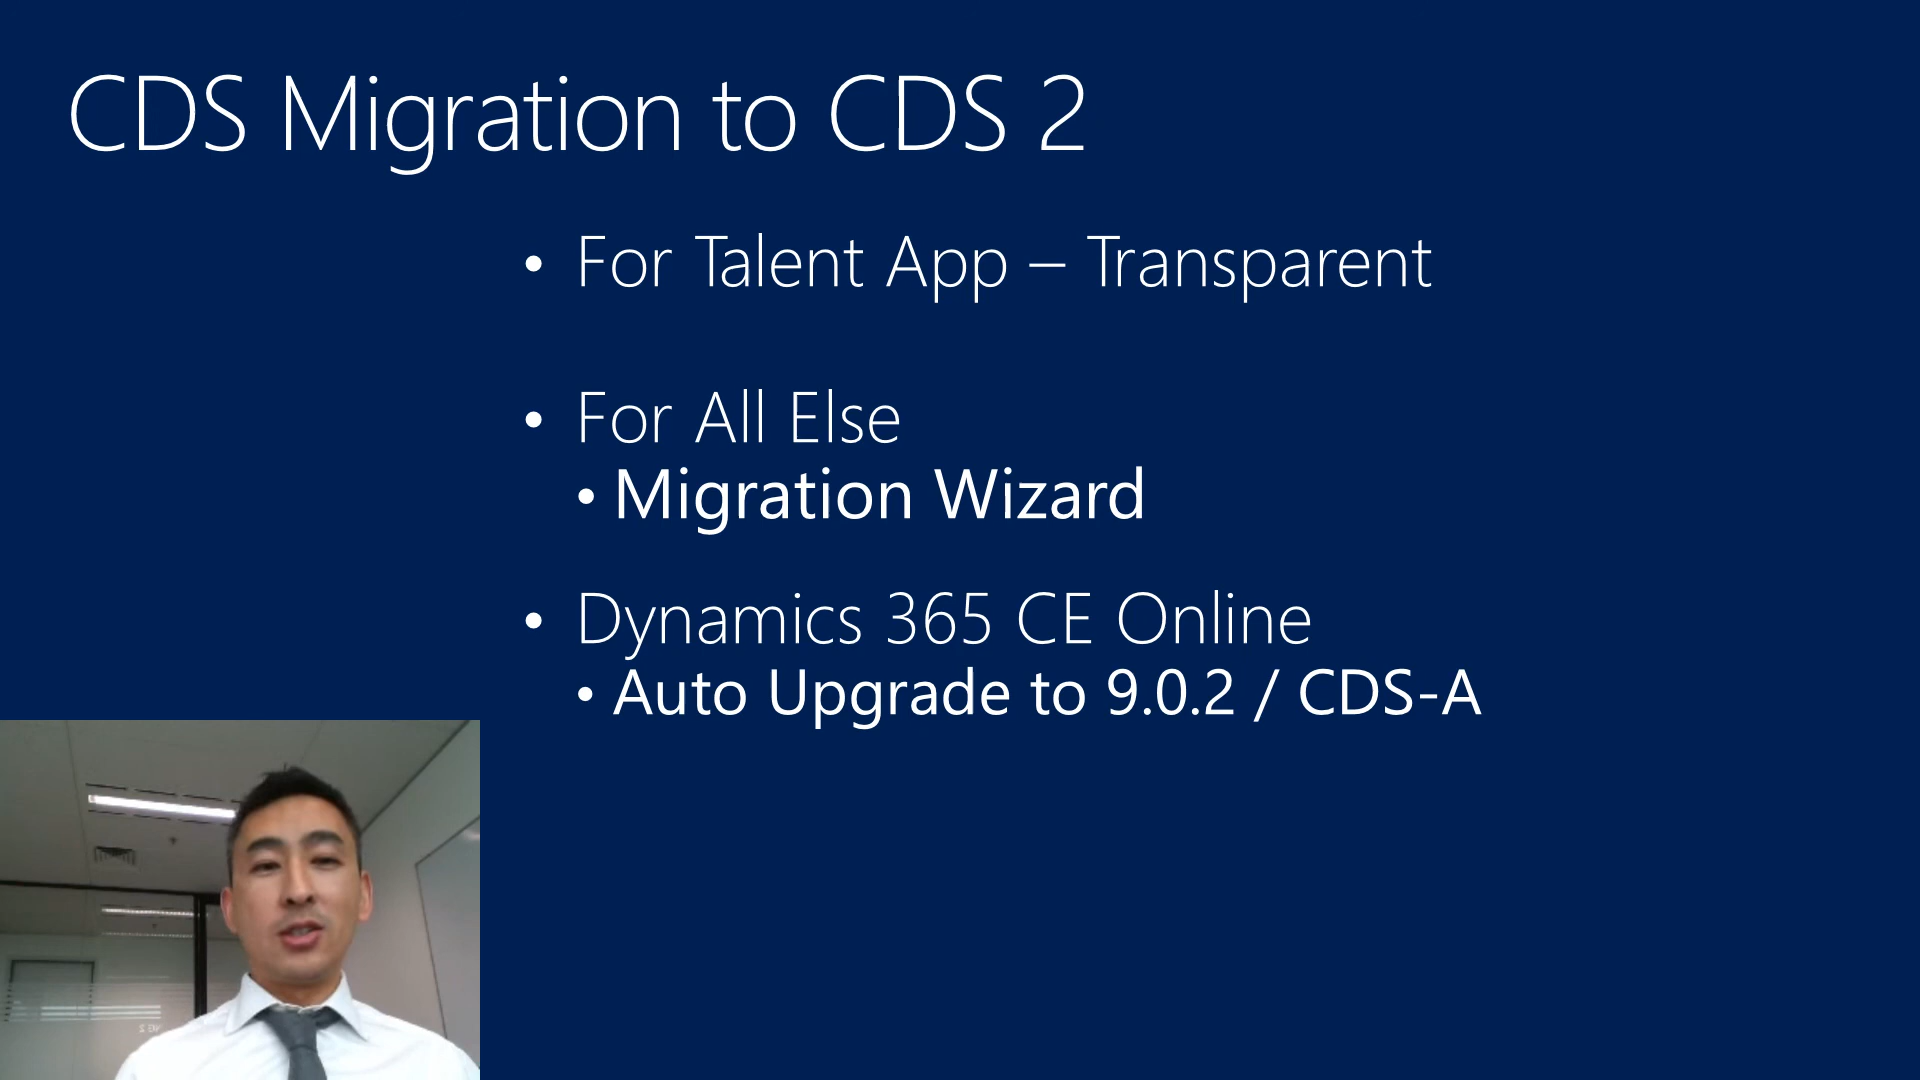 CDS Migration to CDS 2
• For Talent App – Transparent
• For All Else
• Migration Wizard
• Dynamics 365 CE Online
• Auto Upgrade to 9.0.2 / CDS-A